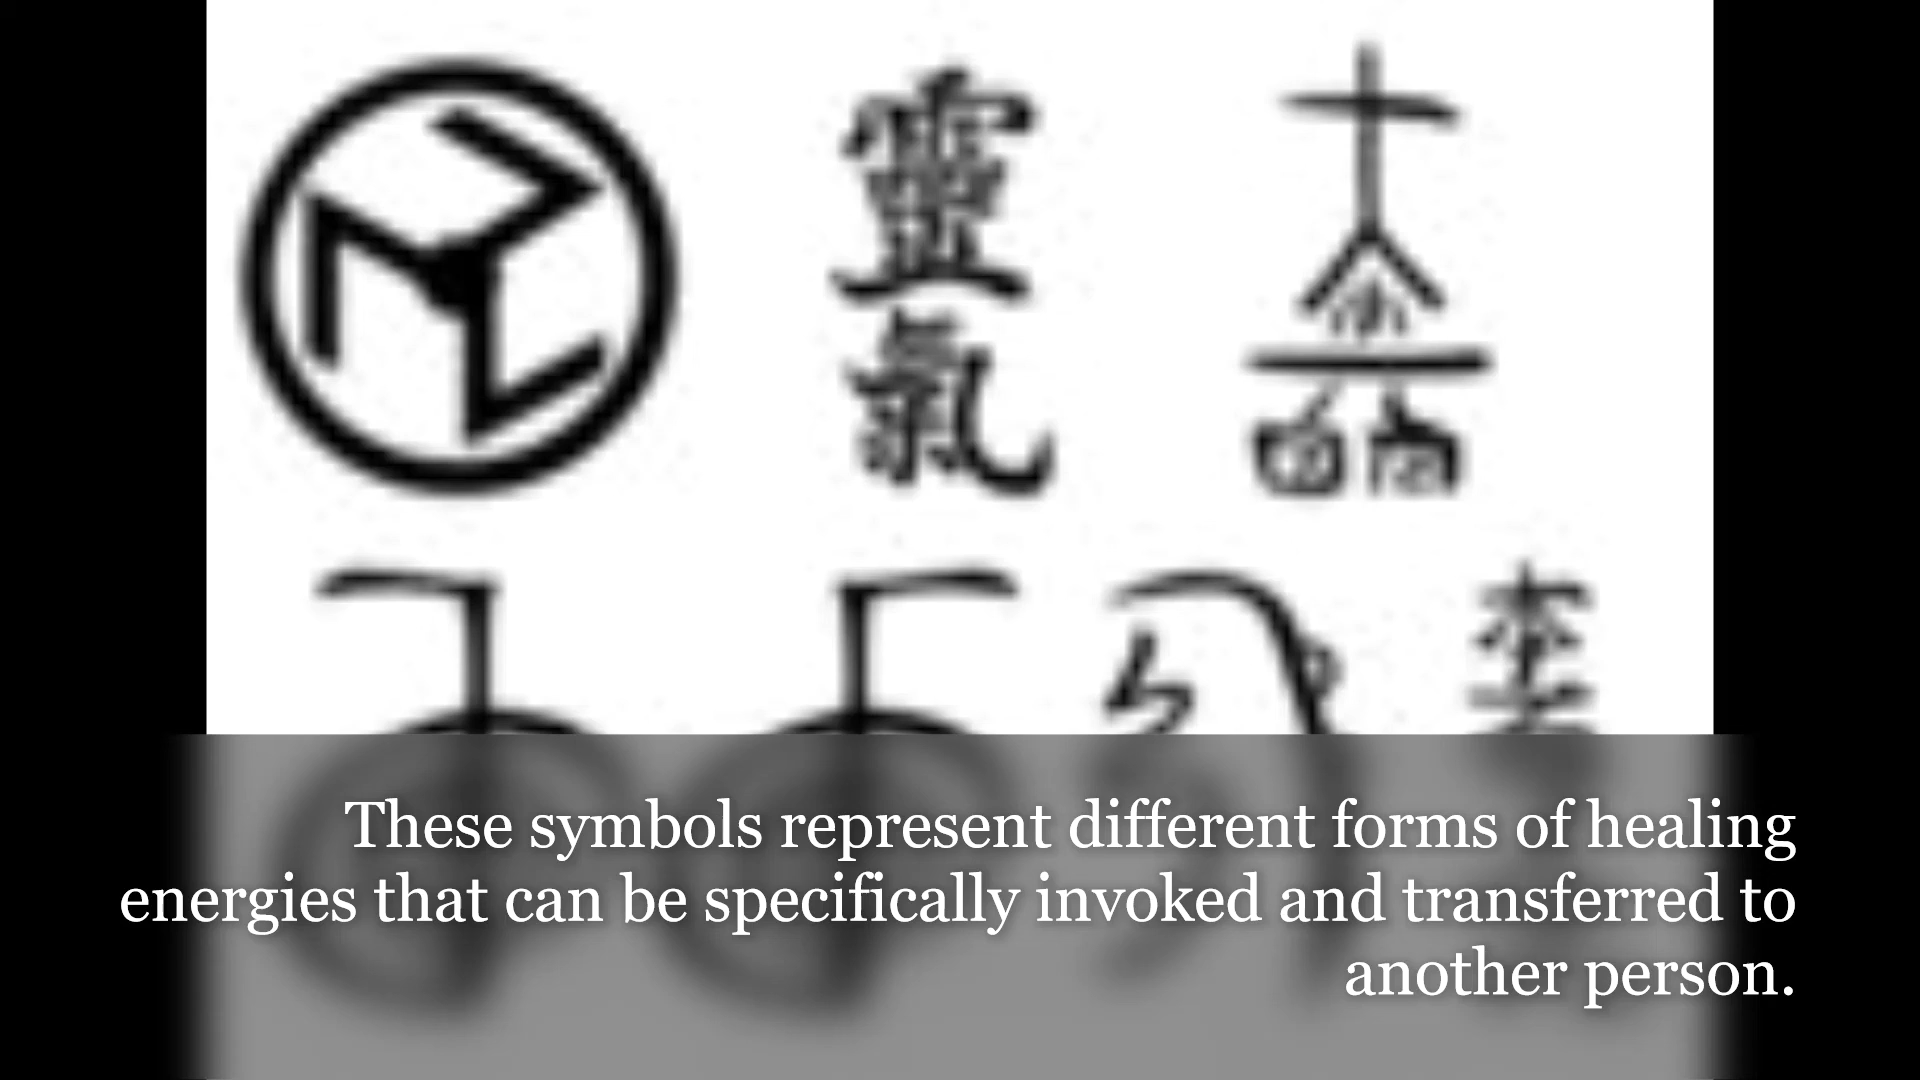 靈
氣
These symbols represent different forms of healing
energies that can be specifically invoked and transferred to
another person.